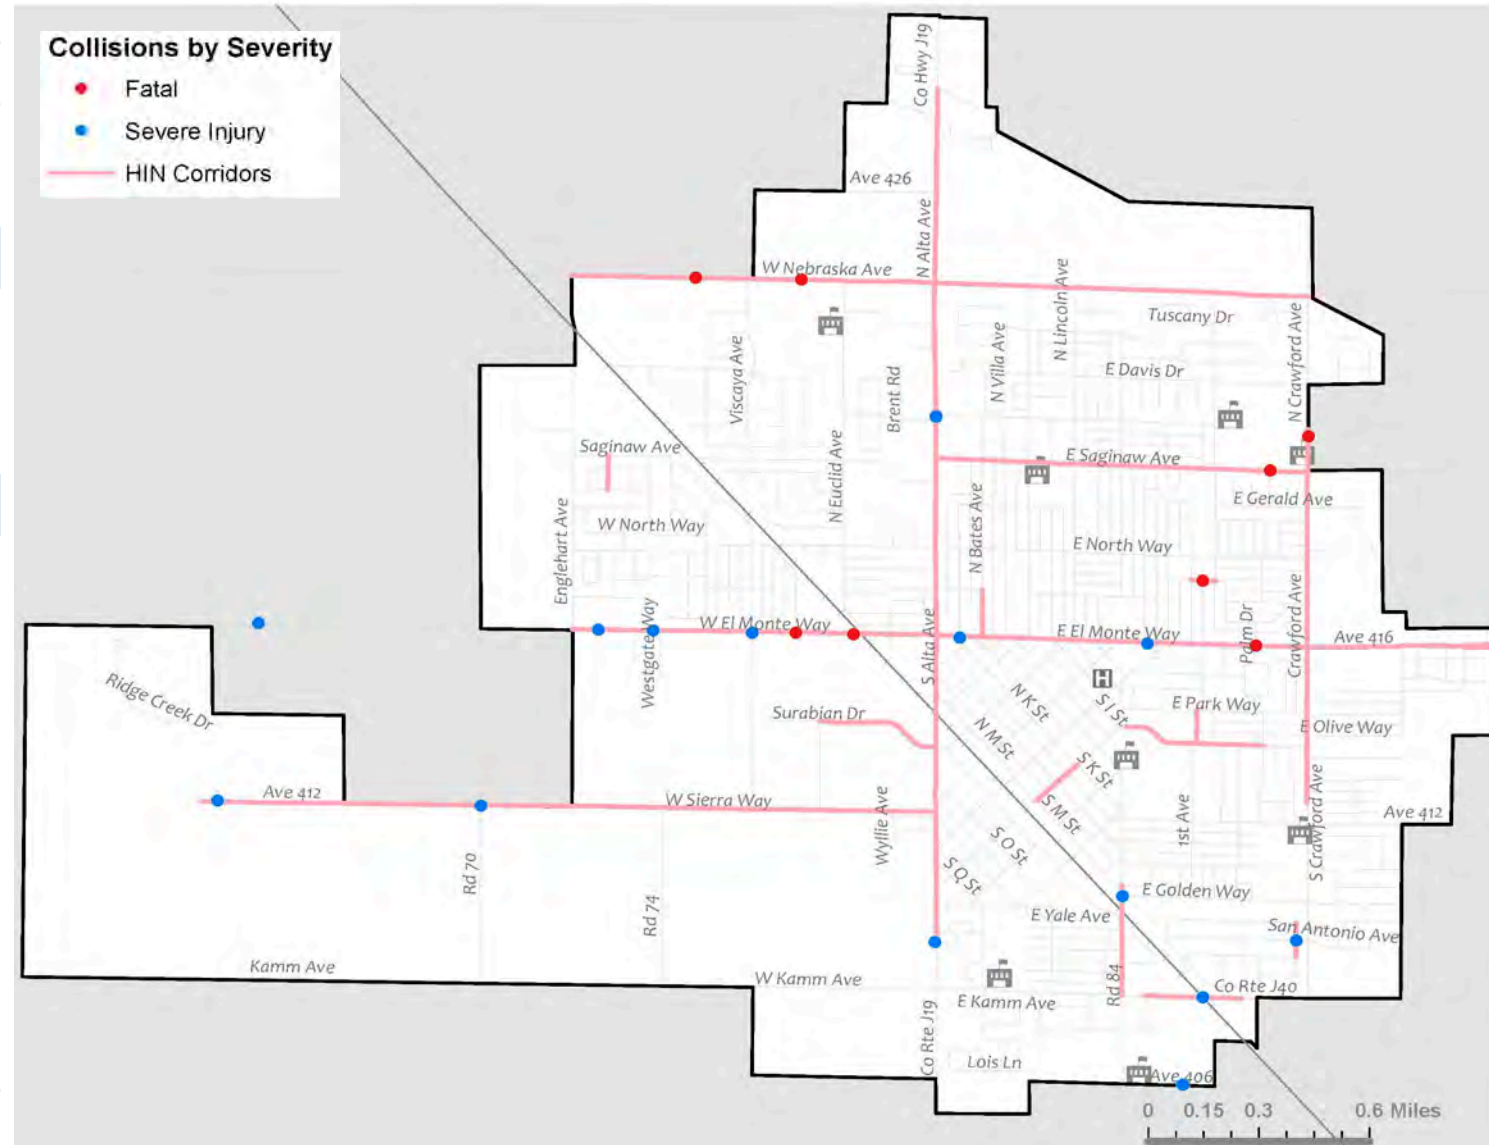 Collisions by Severity
Fatal
Severe Injury
HIN Corridors
Co Hwy J19
Ave 426
N Alta Ave
W Nebraska Ave
N Lincoln Ave
Tuscany Dr
N Crawford Ave
Viscaya Ave
N Villa Ave
E Davis Dr
Brent Rd
Saginaw Ave
N Euclid Ave
E Saginaw Ave
E Gerald Ave
Englehart Ave
W North Way
N Bates Ave
E North Way
Westgate Way
W El Monte Way
S Alta Ave
E El Monte Way
Palm Dr
Crawford Ave
Ave 416
Ridge Creek Dr
Surabian Dr
N K St
N M St
S I St
H
E Park Way
E Olive Way
Ave 412
W Sierra Way
Wyllie Ave
S K St
S M St
1st Ave
S Crawford Ave
Ave 412
Rd 70
Rd 74
S O St
S Q St
E Golden Way
E Yale Ave
San Antonio Ave
Kamm Ave
W Kamm Ave
E Kamm Ave
Rd 84
Co Rte J40
Co Rte J19
Lois Ln
Ave 406
0 0.15 0.3 0.6 Miles